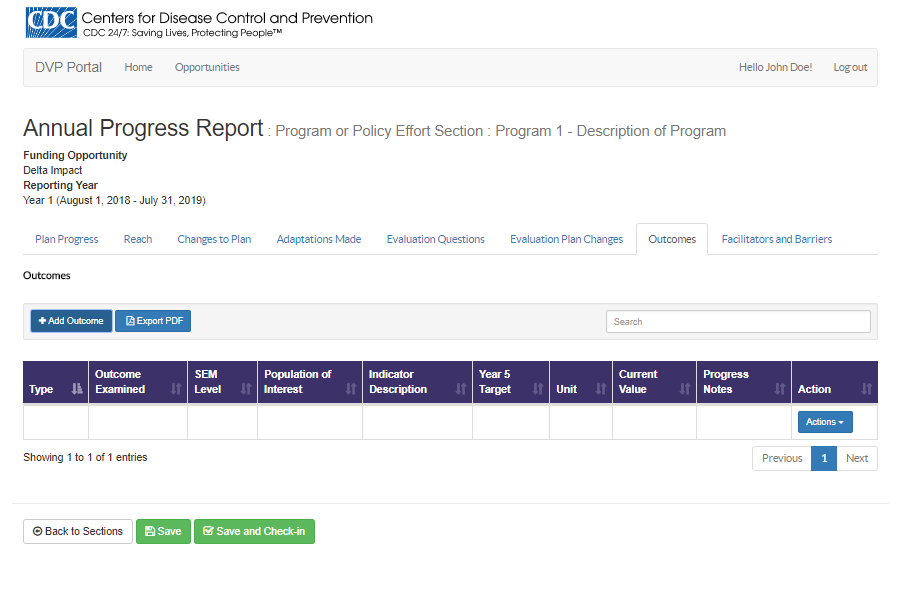 CDC Centers for Disease Control and Prevention
CDC 24/7: Saving Lives, Protecting People™
DVP Portal Home Opportunities Hello John Doe! Log out
Annual Progress Report : Program or Policy Effort Section : Program 1 - Description of Program
Funding Opportunity
Delta Impact
Reporting Year
Year 1 (August 1, 2018 - July 31, 2019)
Plan Progress Reach Changes to Plan Adaptations Made Evaluation Questions Evaluation Plan Changes Outcomes Facilitators and Barriers
Outcomes
Add Outcome Export PDF Search
Type Outcome Examined SEM Level Population of Interest Indicator Description Year 5 Target Unit Current Value Progress Notes Action
Actions
Showing 1 to 1 of 1 entries Previous 1 Next
Back to Sections Save Save and Check-in